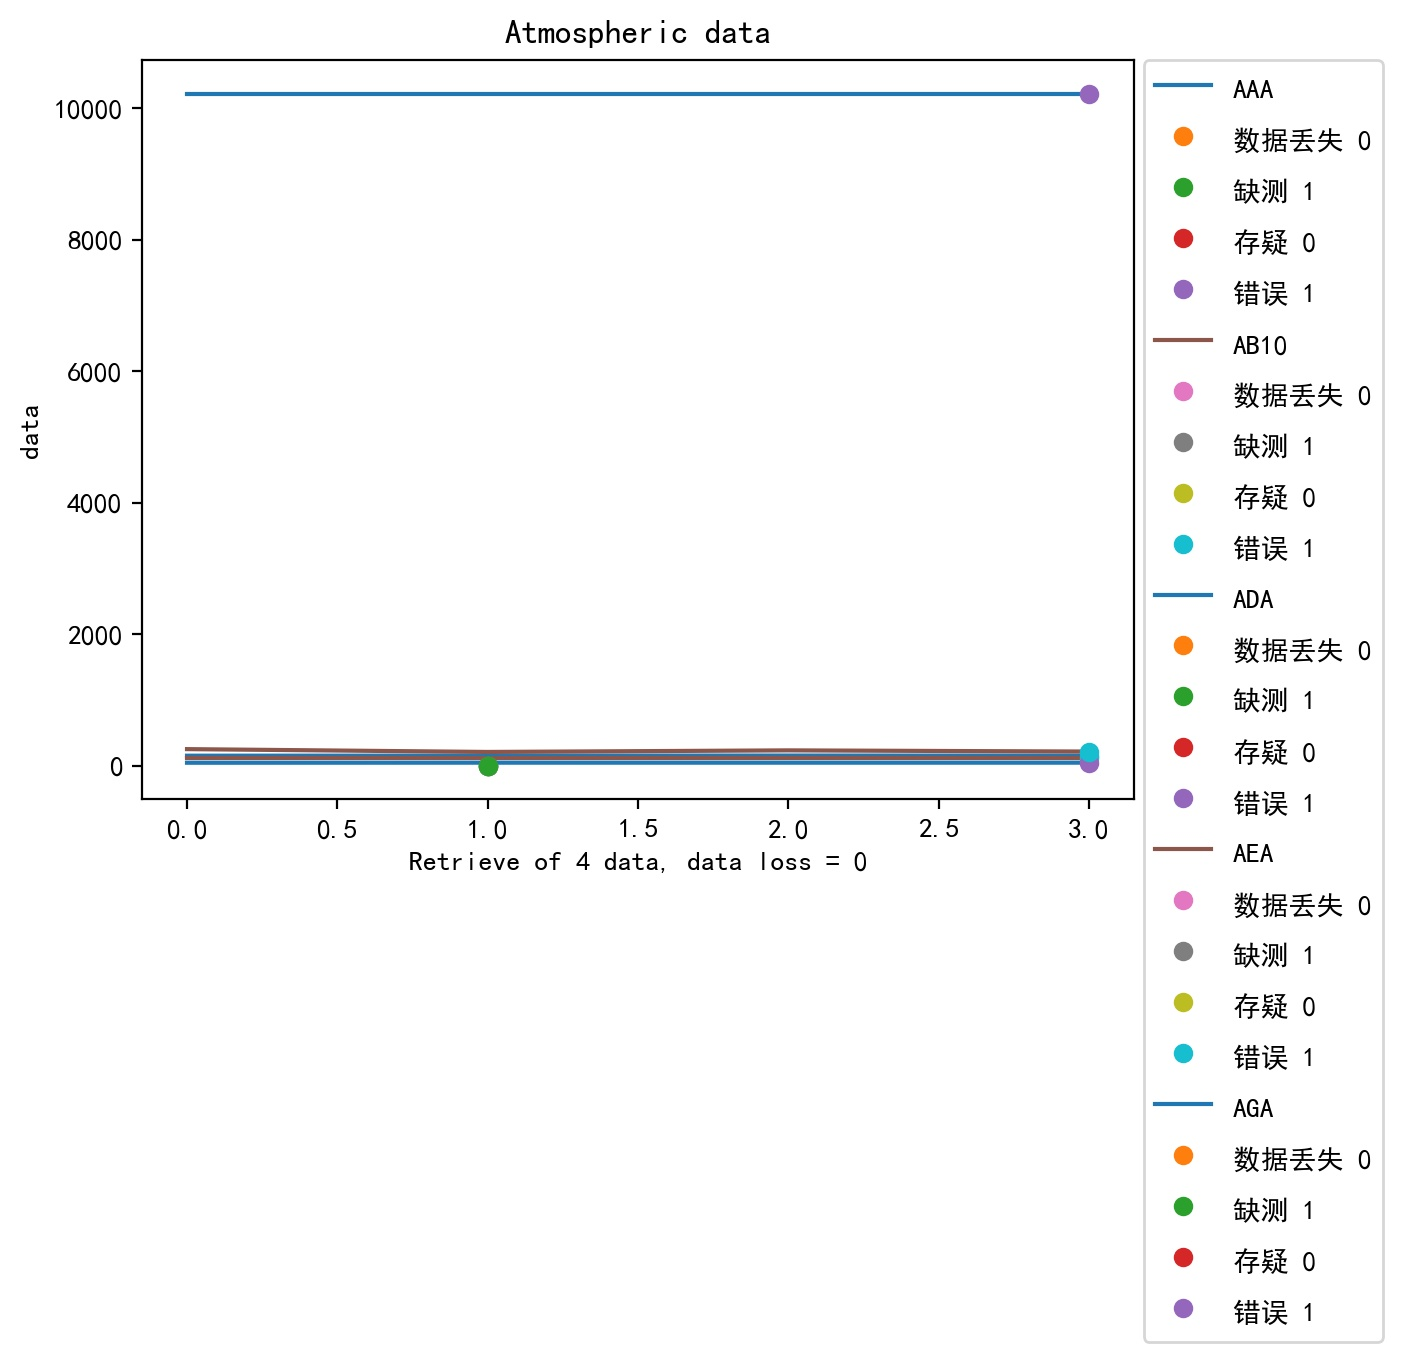 Atmospheric data
10000
8000
6000
4000
2000
0
data
0.0 0.5 1.0 1.5 2.0 2.5 3.0
Retrieve of 4 data, data loss = 0
AAA
数据丢失 0
缺测 1
存疑 0
错误 1
AB10
数据丢失 0
缺测 1
存疑 0
错误 1
ADA
数据丢失 0
缺测 1
存疑 0
错误 1
AEA
数据丢失 0
缺测 1
存疑 0
错误 1
AGA
数据丢失 0
缺测 1
存疑 0
错误 1